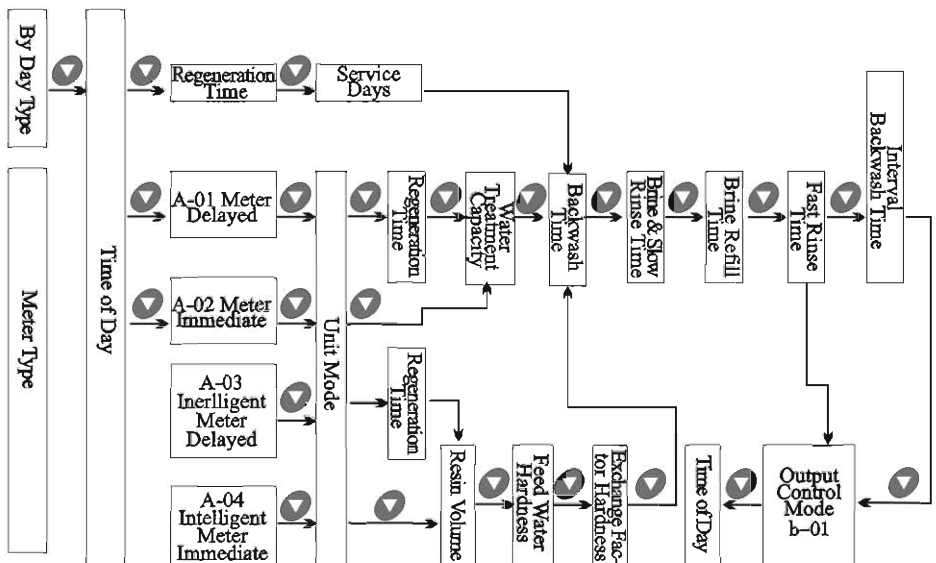 By Day Type
Meter Type
Time of Day
Regeneration
Time
Service
Days
A-01 Meter
Delayed
A-02 Meter
Immediate
A-03
Inerlligent
Meter
Delayed
A-04
Intelligent
Meter
Immediate
Unit Mode
Regeneration
Time
Water
Treatment
Capacity
Backwash
Time
Brine & Slow
Rinse Time
Brine Refill
Time
Fast Rinse
Time
Interval
Backwash Time
Regeneration
Time
Resin Volume
Feed Water
Hardness
Exchange Fac-
tor Hardness
Time of Day
Output
Control
Mode
b-01